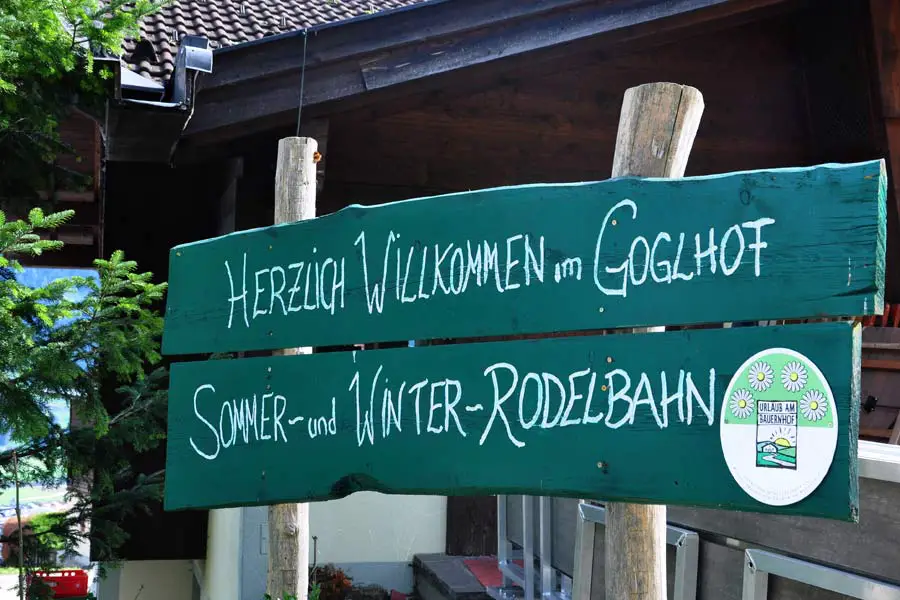 HERZLICH WILLKOMMEN im GOGLHOF
SOMMER- und WINTER-RODELBAHN
URLAUB AM
BAUERNHOF